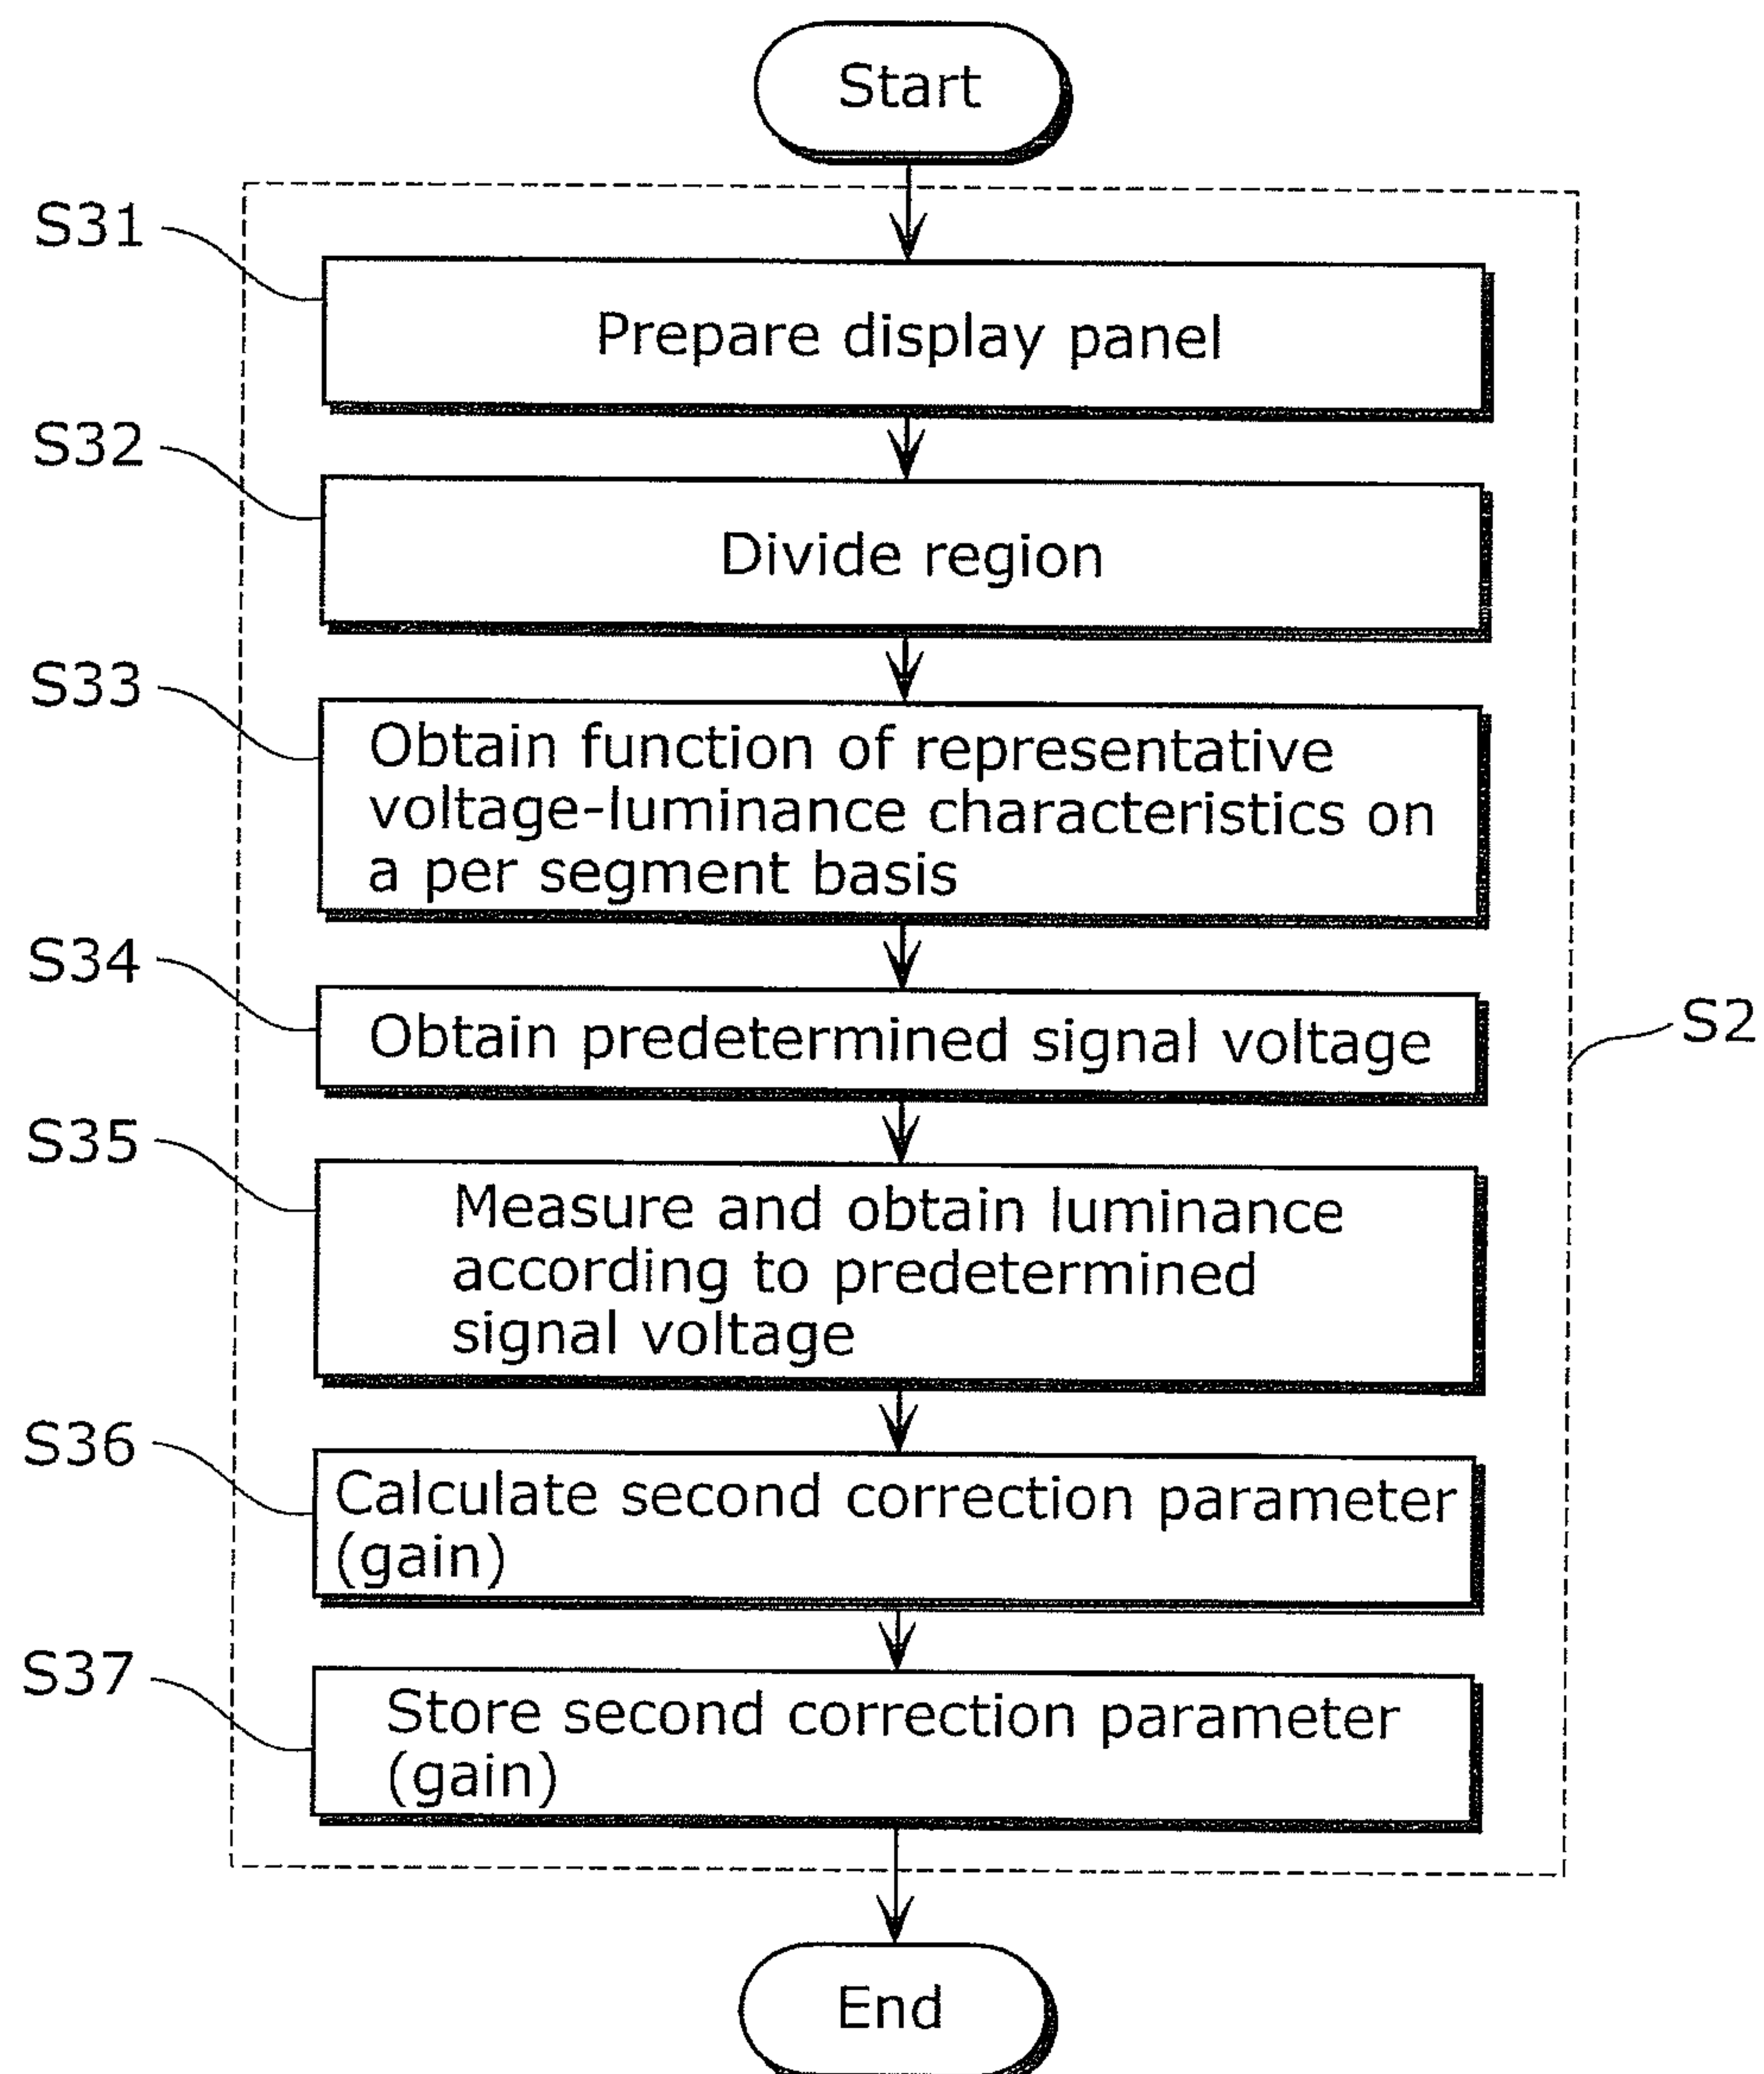 Start
S31
Prepare display panel
S32
Divide region
S33
Obtain function of representative
voltage-luminance characteristics on
a per segment basis
S34
Obtain predetermined signal voltage
S2
S35
Measure and obtain luminance
according to predetermined
signal voltage
S36
Calculate second correction parameter
(gain)
S37
Store second correction parameter
(gain)
End